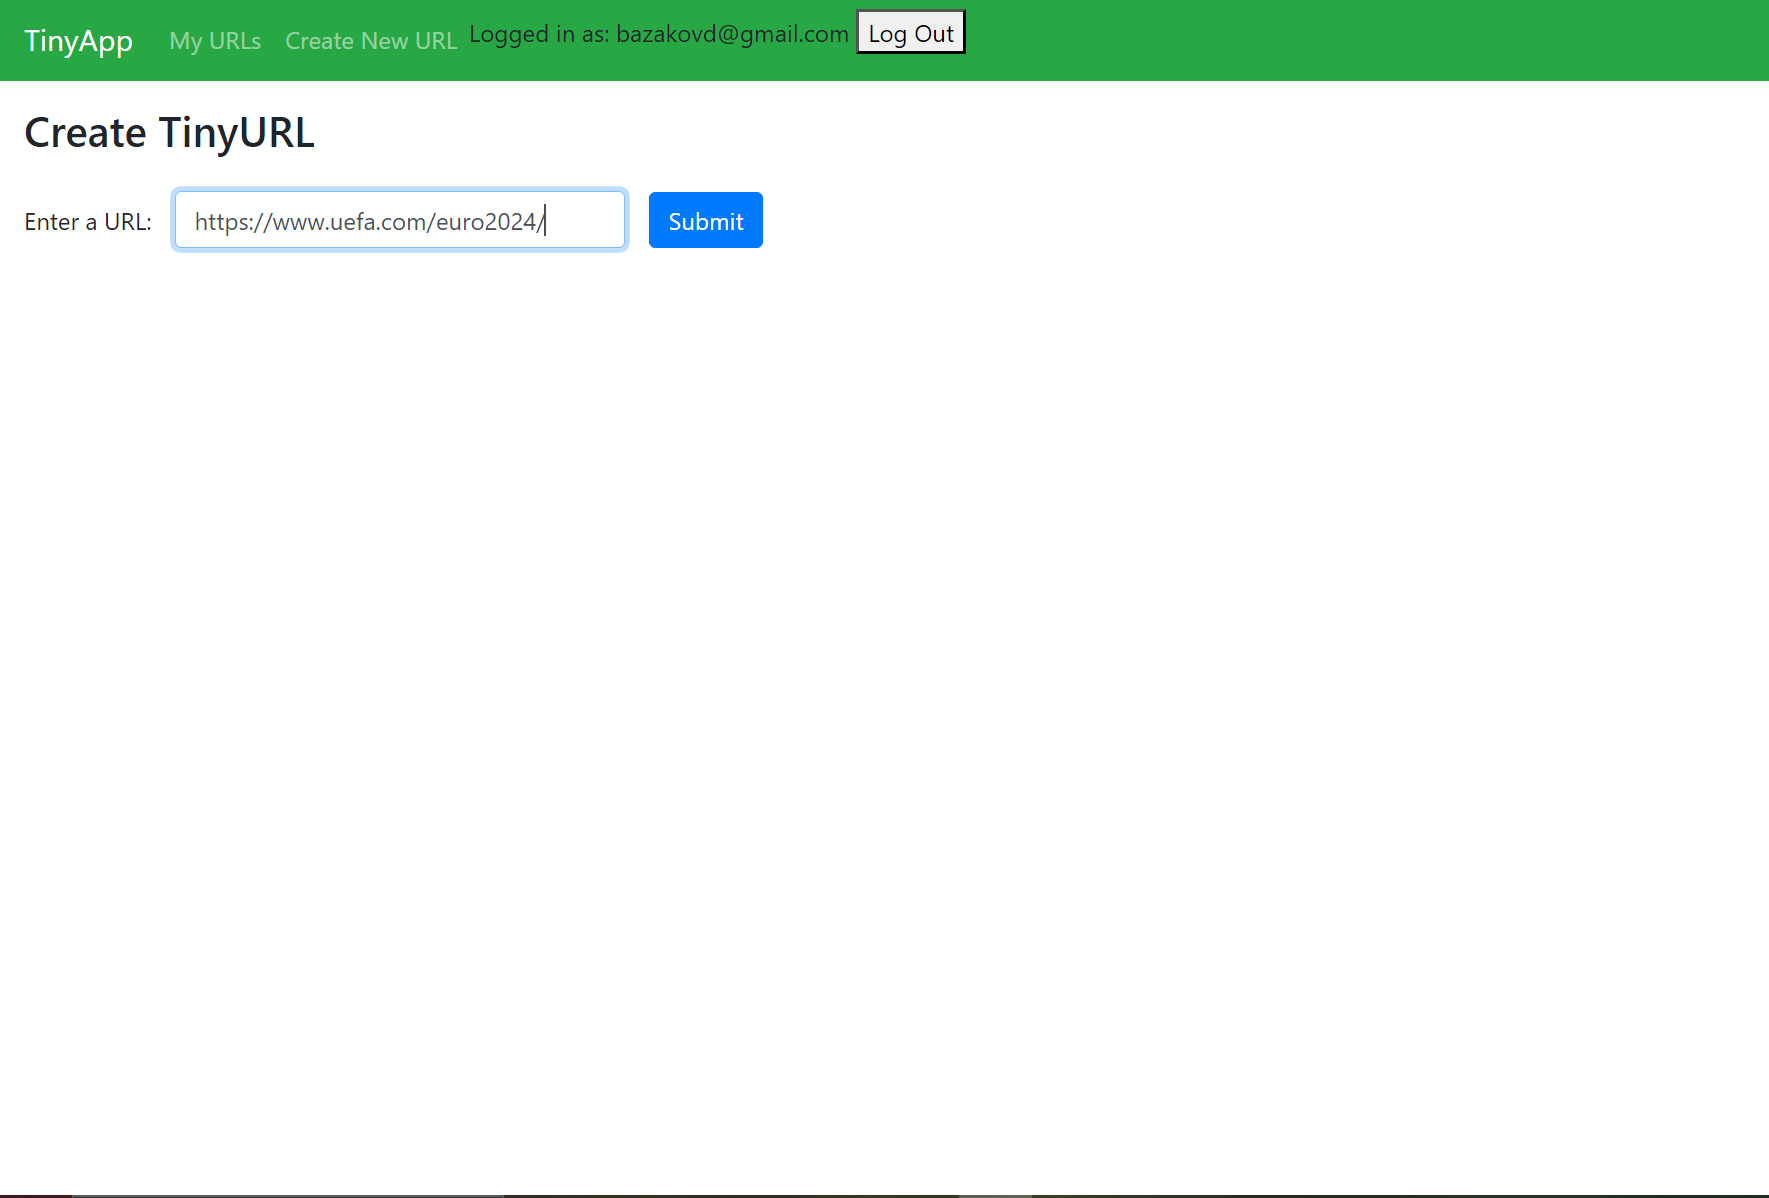 TinyApp My URLs Create New URL Logged in as: bazakovd@gmail.com Log Out
Create TinyURL
Enter a URL: https://www.uefa.com/euro2024/ Submit